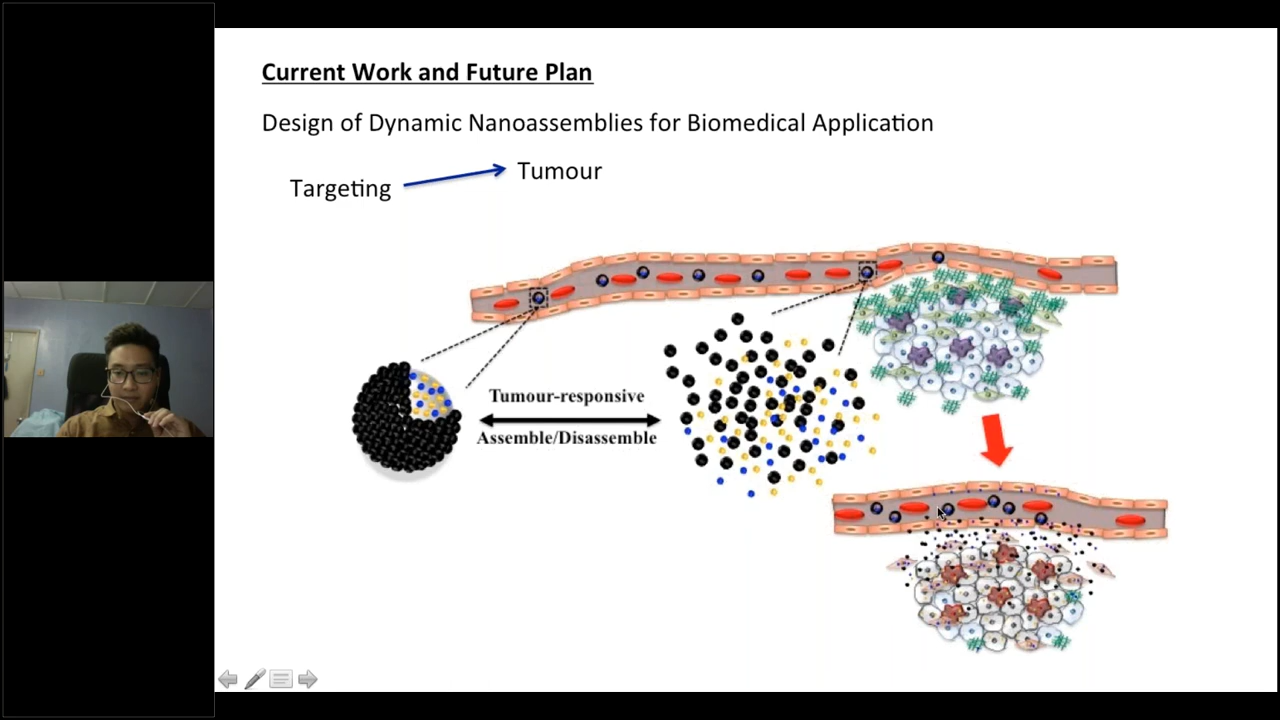 Current Work and Future Plan
Design of Dynamic Nanoassemblies for Biomedical Application
Targeting
Tumour
Tumour-responsive
Assemble/Disassemble